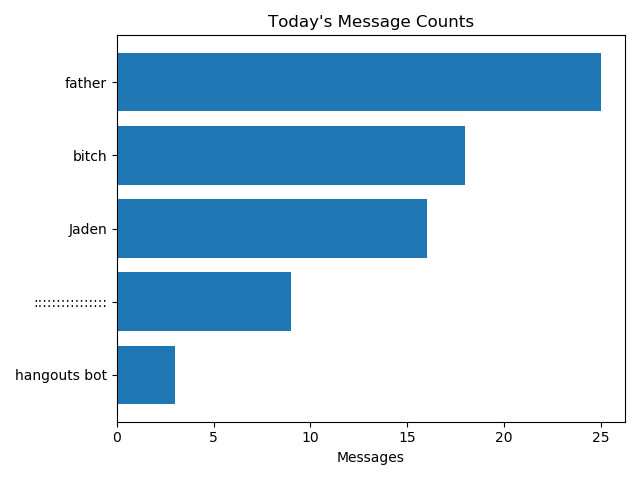 Today's Message Counts
father
bitch
Jaden
::::::::::::::::
hangouts bot
0 5 10 15 20 25
Messages